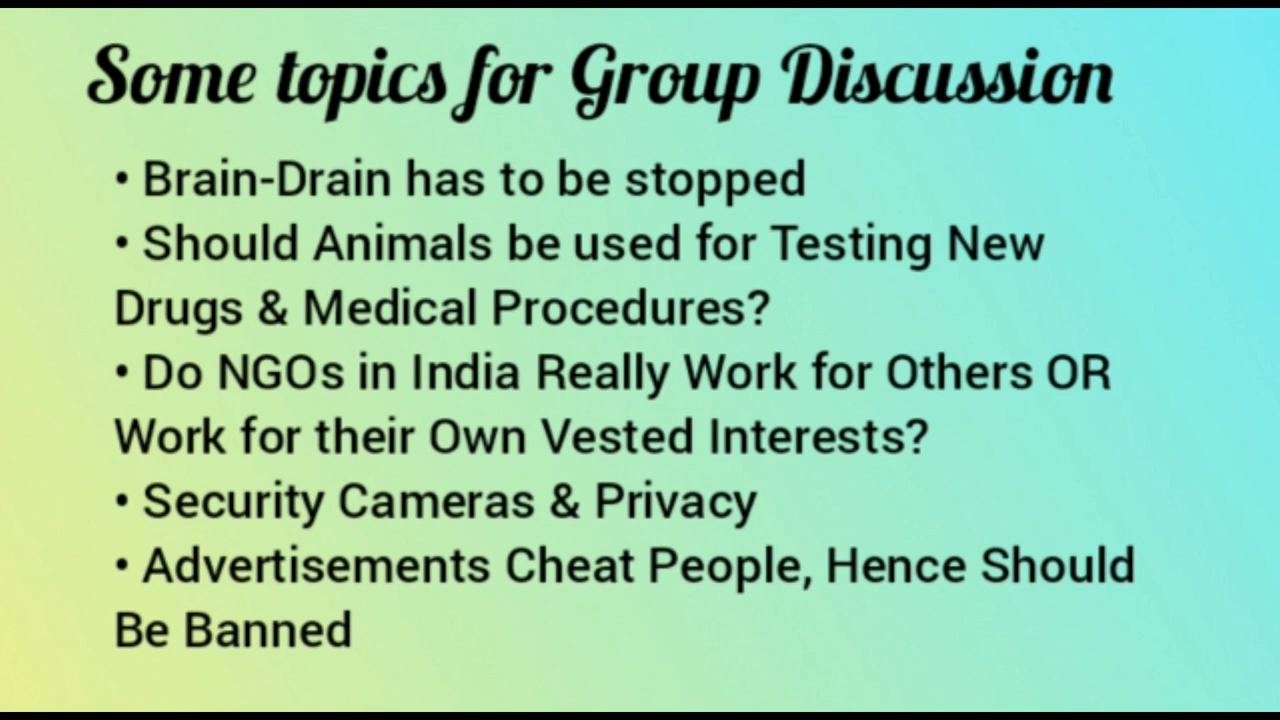 Some topics for Group Discussion
• Brain-Drain has to be stopped
• Should Animals be used for Testing New
Drugs & Medical Procedures?
• Do NGOs in India Really Work for Others OR
Work for their Own Vested Interests?
• Security Cameras & Privacy
• Advertisements Cheat People, Hence Should
Be Banned